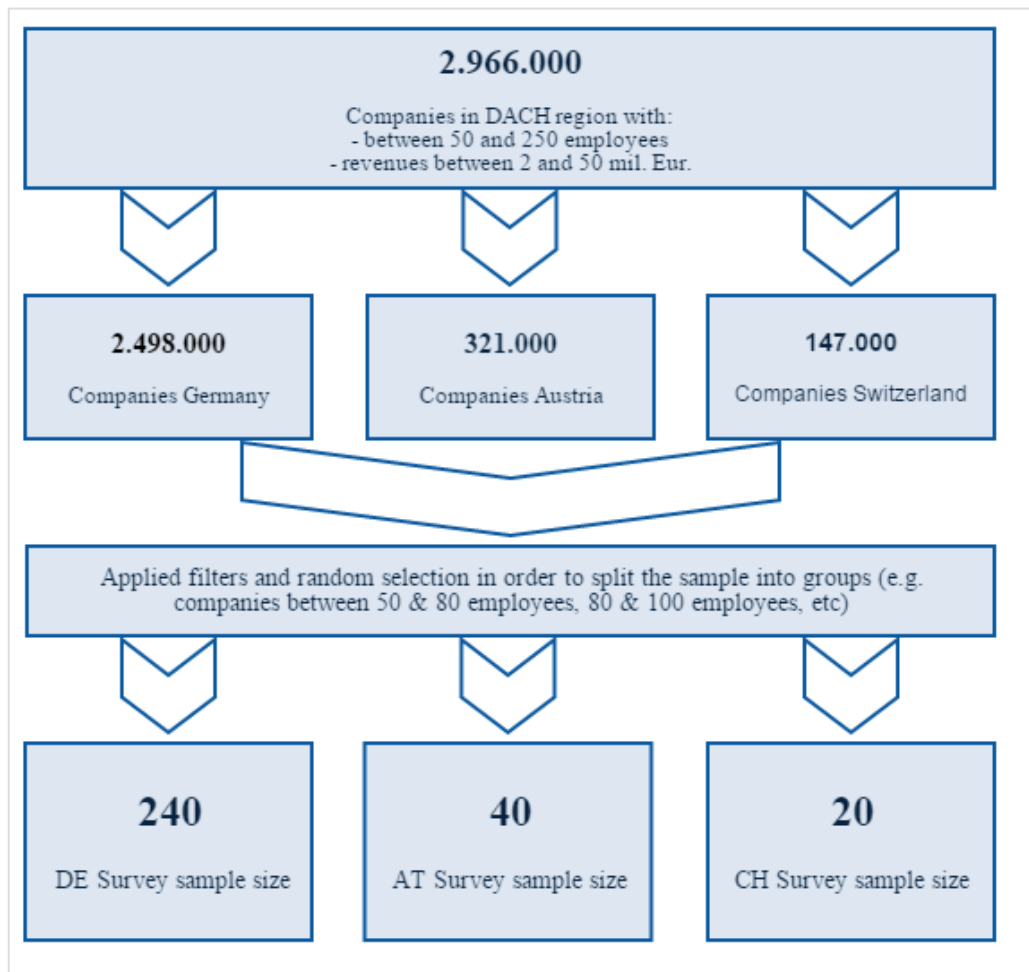 2.966.000
Companies in DACH region with:
- between 50 and 250 employees
- revenues between 2 and 50 mil. Eur.
2.498.000
Companies Germany
321.000
Companies Austria
147.000
Companies Switzerland
Applied filters and random selection in order to split the sample into groups (e.g.
companies between 50 & 80 employees, 80 & 100 employees, etc)
240
DE Survey sample size
40
AT Survey sample size
20
CH Survey sample size